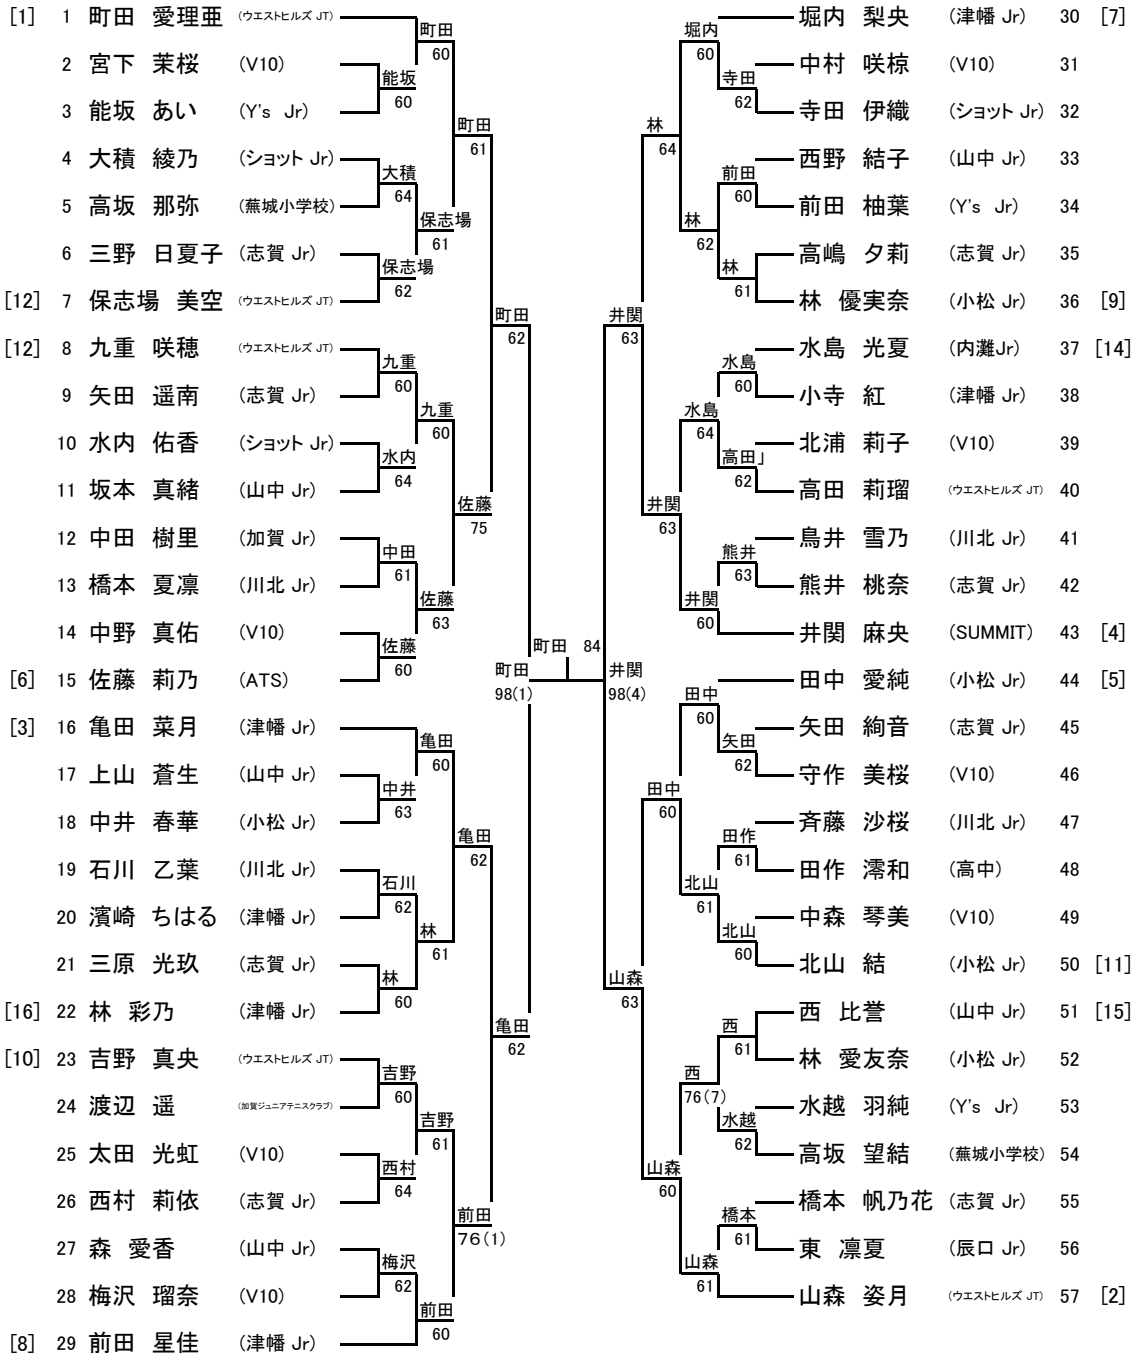 [1] 1 町田 愛理亜 (ウエストヒルズ JT)
2 宮下 茉桜 (V10)
3 能坂 あい (Y's Jr)
4 大積 綾乃 (ショット Jr)
5 高坂 那弥 (蕪城小学校)
6 三野 日夏子 (志賀 Jr)
[12] 7 保志場 美空 (ウエストヒルズ JT)
[12] 8 九重 咲穂 (ウエストヒルズ JT)
9 矢田 遥南 (志賀 Jr)
10 水内 佑香 (ショット Jr)
11 坂本 真緒 (山中 Jr)
12 中田 樹里 (加賀 Jr)
13 橋本 夏凛 (川北 Jr)
14 中野 真佑 (V10)
[6] 15 佐藤 莉乃 (ATS)
[3] 16 亀田 菜月 (津幡 Jr)
17 上山 蒼生 (山中 Jr)
18 中井 春華 (小松 Jr)
19 石川 乙葉 (川北 Jr)
20 濱崎 ちはる (津幡 Jr)
21 三原 光玖 (志賀 Jr)
[16] 22 林 彩乃 (津幡 Jr)
[10] 23 吉野 真央 (ウエストヒルズ JT)
24 渡辺 遥 (加賀ジュニアテニスクラブ)
25 太田 光虹 (V10)
26 西村 莉依 (志賀 Jr)
27 森 愛香 (山中 Jr)
28 梅沢 瑠奈 (V10)
[8] 29 前田 星佳 (津幡 Jr)
能坂
60
大積
64
保志場
62
九重
60
水内
64
中田
61
佐藤
60
中井
63
石川
62
林
60
吉野
60
西村
64
梅沢
62
町田
60
保志場
61
九重
60
佐藤
63
亀田
60
林
61
吉野
61
前田
60
町田
61
佐藤
75
亀田
62
前田
76(1)
町田
62
亀田
62
町田
98(1)
町田 84
井関
98(4)
井関
63
山森
63
林
64
井関
63
田中
60
山森
60
堀内
60
林
62
水島
64
井関
60
田中
60
北山
61
西
76(7)
山森
61
寺田
62
前田
60
林
61
水島
60
高田」
62
熊井
63
矢田
62
田作
61
北山
60
西
61
水越
62
橋本
61
堀内 梨央 (津幡 Jr) 30 [7]
中村 咲椋 (V10) 31
寺田 伊織 (ショット Jr) 32
西野 結子 (山中 Jr) 33
前田 柚葉 (Y's Jr) 34
高嶋 夕莉 (志賀 Jr) 35
林 優実奈 (小松 Jr) 36 [9]
水島 光夏 (内灘Jr) 37 [14]
小寺 紅 (津幡 Jr) 38
北浦 莉子 (V10) 39
高田 莉瑠 (ウエストヒルズ JT) 40
鳥井 雪乃 (川北 Jr) 41
熊井 桃奈 (志賀 Jr) 42
井関 麻央 (SUMMIT) 43 [4]
田中 愛純 (小松 Jr) 44 [5]
矢田 絢音 (志賀 Jr) 45
守作 美桜 (V10) 46
斉藤 沙桜 (川北 Jr) 47
田作 澪和 (高中) 48
中森 琴美 (V10) 49
北山 結 (小松 Jr) 50 [11]
西 比誉 (山中 Jr) 51 [15]
林 愛友奈 (小松 Jr) 52
水越 羽純 (Y's Jr) 53
高坂 望結 (蕪城小学校) 54
橋本 帆乃花 (志賀 Jr) 55
東 凛夏 (辰口 Jr) 56
山森 姿月 (ウエストヒルズ JT) 57 [2]